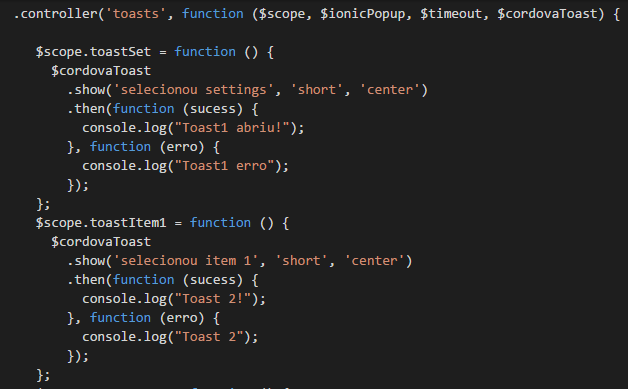 .controller('toasts', function ($scope, $ionicPopup, $timeout, $cordovaToast) {
$scope.toastSet = function () {
$cordovaToast
.show('selecionou settings', 'short', 'center')
.then(function (sucess) {
console.log("Toast1 abriu!");
}, function (erro) {
console.log("Toast1 erro");
});
};
$scope.toastItem1 = function () {
$cordovaToast
.show('selecionou item 1', 'short', 'center')
.then(function (sucess) {
console.log("Toast 2!");
}, function (erro) {
console.log("Toast 2");
});
};